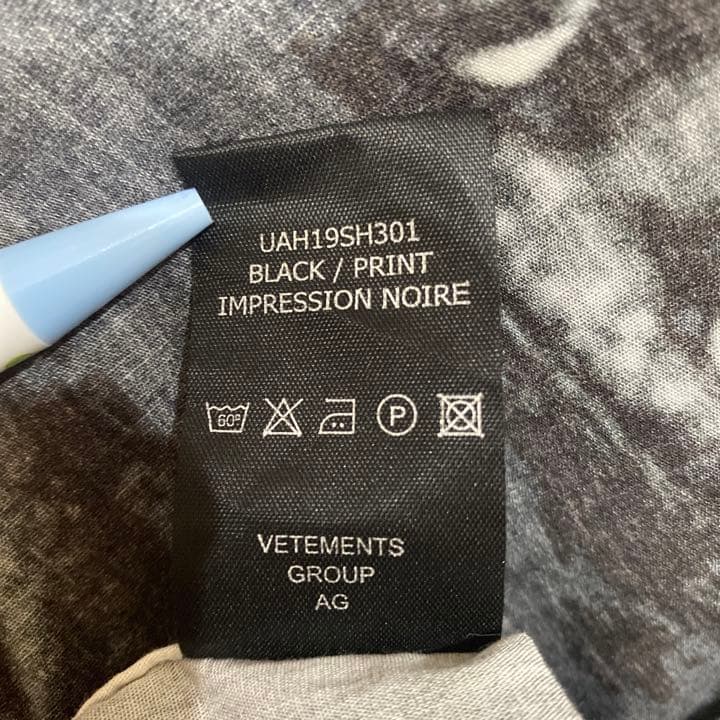 UAH19SH301
BLACK / PRINT
IMPRESSION NOIRE
60° P
VETEMENTS
GROUP
AG